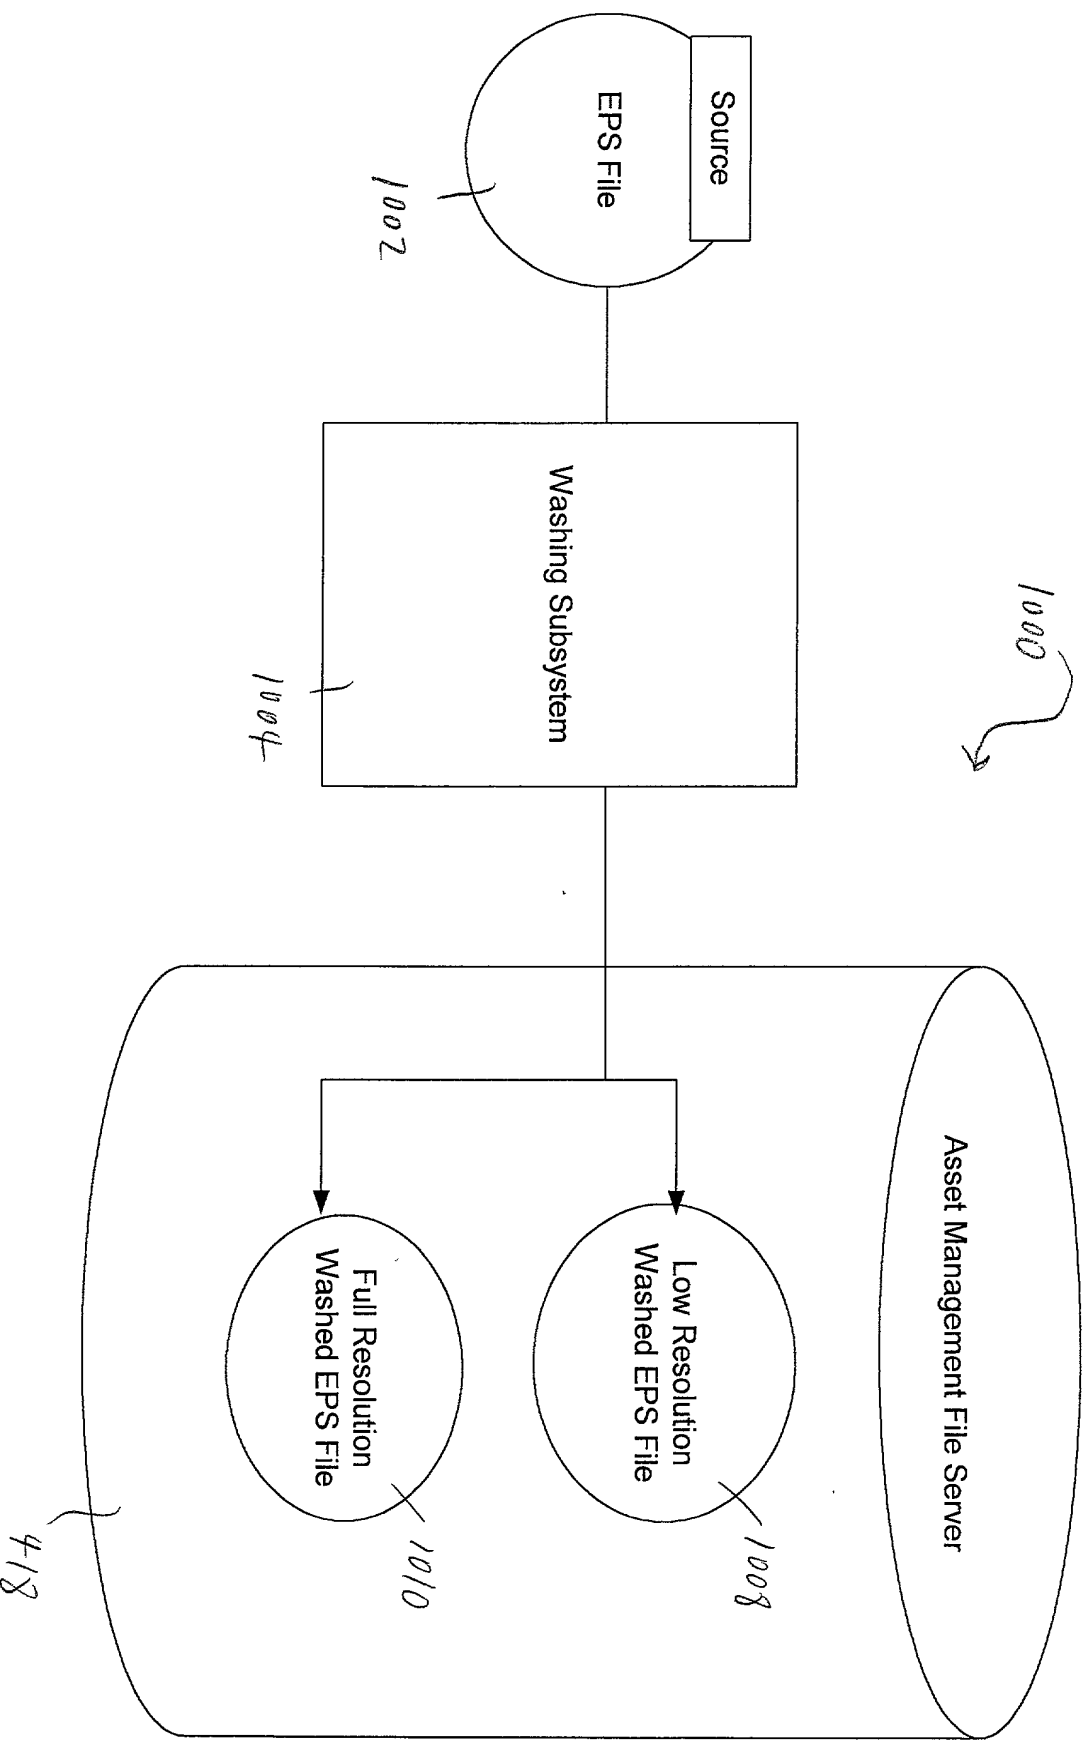 1000
Source
EPS File
1002
Washing Subsystem
1004
Asset Management File Server
Low Resolution
Washed EPS File
1008
Full Resolution
Washed EPS File
1010
418